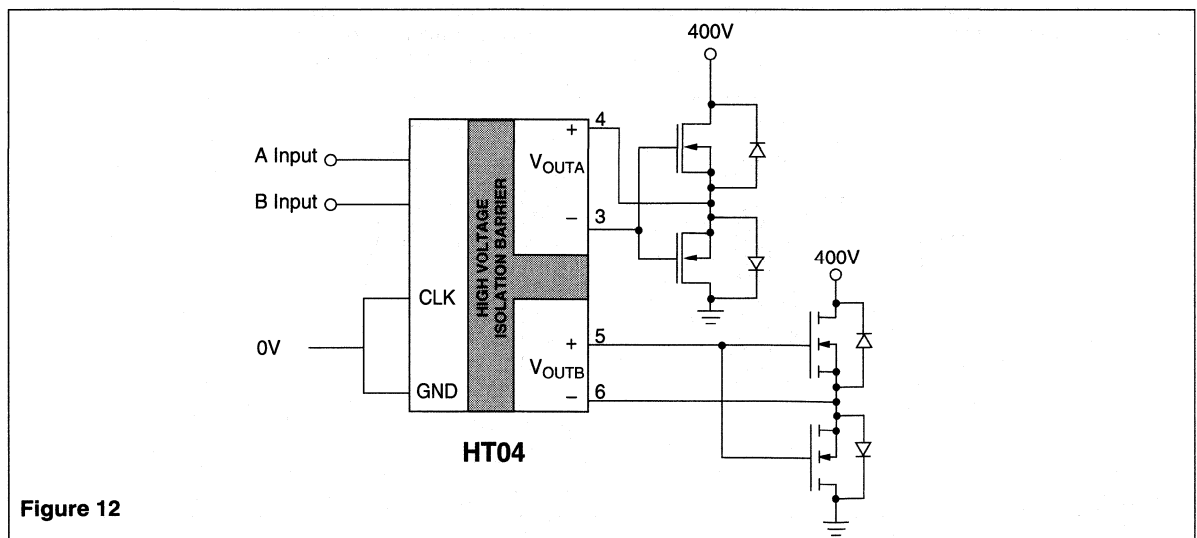 400V
4
+
A Input
V_OUTA
B Input
HIGH VOLTAGE
ISOLATION BARRIER
−
3
400V
CLK
0V
+
5
V_OUTB
GND
−
6
HT04
Figure 12